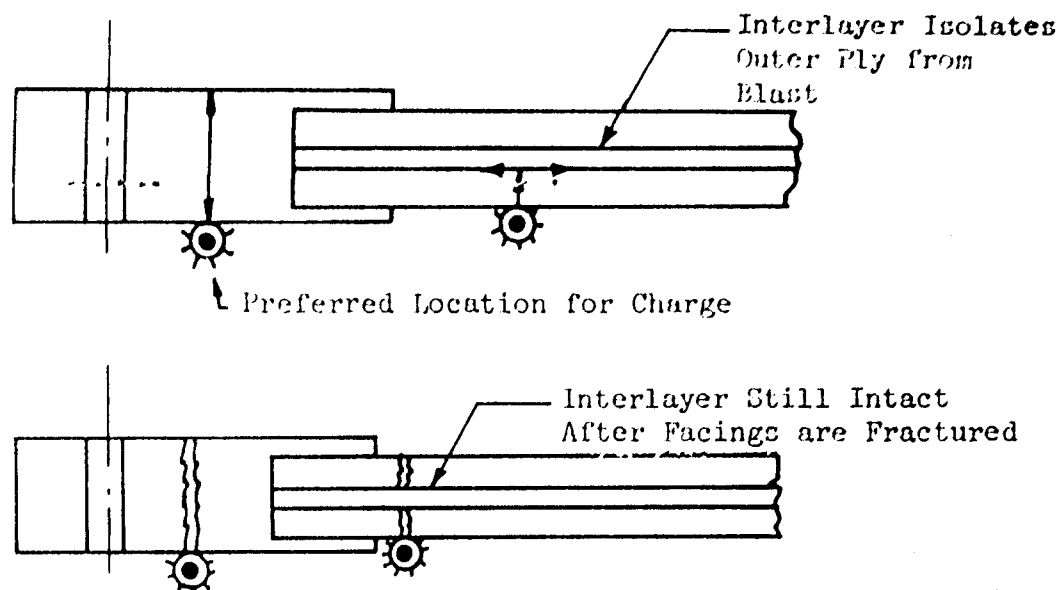 Interlayer Isolates
Outer Ply from
Blast
Preferred Location for Charge
Interlayer Still Intact
After Facings are Fractured